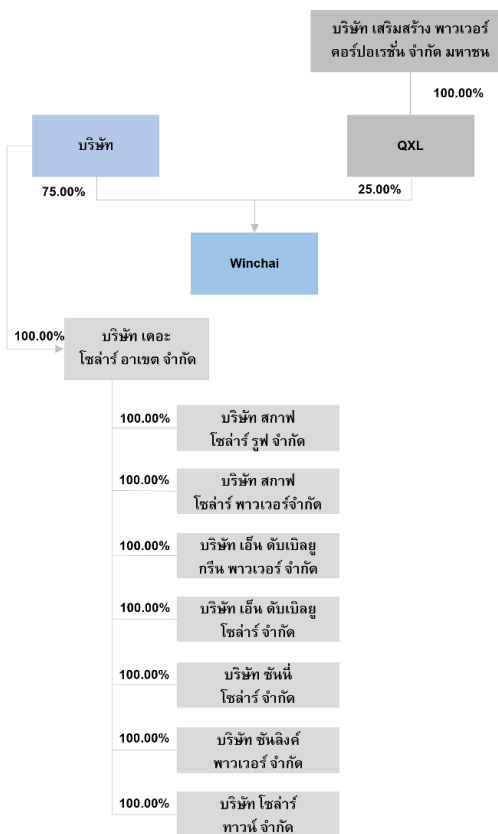 บริษัท เสริมสร้าง พาวเวอร์
คอร์ปอเรชั่น จำกัด มหาชน
100.00%
บริษัท
QXL
75.00%
25.00%
Winchai
100.00%
บริษัท เดอะ
โซล่าร์ อาเขต จำกัด
100.00%
บริษัท สกาฟ
โซล่าร์ รูฟ จำกัด
100.00%
บริษัท สกาฟ
โซล่าร์ พาวเวอร์จำกัด
100.00%
บริษัท เอ็น ดับเบิลยู
กรีน พาวเวอร์ จำกัด
100.00%
บริษัท เอ็น ดับเบิลยู
โซล่าร์ จำกัด
100.00%
บริษัท ซันนี่
โซล่าร์ จำกัด
100.00%
บริษัท ซันลิงค์
พาวเวอร์ จำกัด
100.00%
บริษัท โซล่าร์
ทาวน์ จำกัด